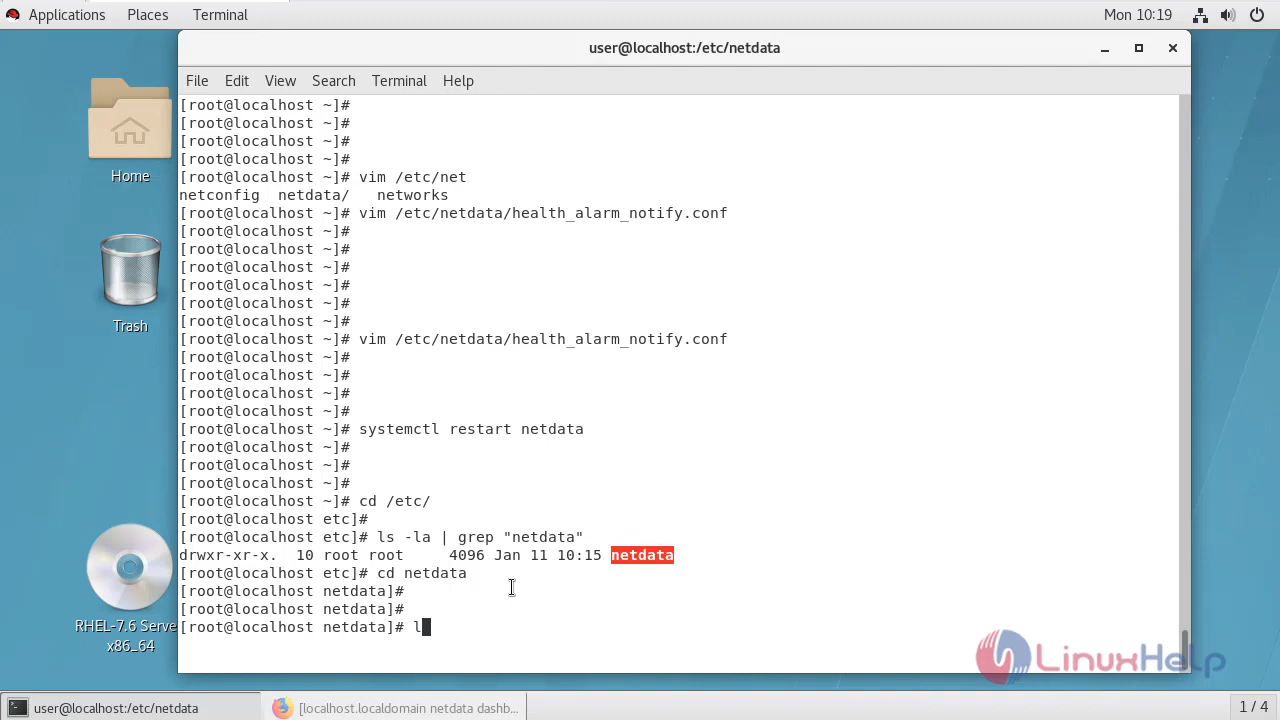 Applications Places Terminal Mon 10:19
user@localhost:/etc/netdata
File Edit View Search Terminal Help
[root@localhost ~]#
[root@localhost ~]#
[root@localhost ~]#
[root@localhost ~]#
[root@localhost ~]# vim /etc/net
netconfig netdata/ networks
[root@localhost ~]# vim /etc/netdata/health_alarm_notify.conf
[root@localhost ~]#
[root@localhost ~]#
[root@localhost ~]#
[root@localhost ~]#
[root@localhost ~]#
[root@localhost ~]#
[root@localhost ~]# vim /etc/netdata/health_alarm_notify.conf
[root@localhost ~]#
[root@localhost ~]#
[root@localhost ~]#
[root@localhost ~]#
[root@localhost ~]# systemctl restart netdata
[root@localhost ~]#
[root@localhost ~]#
[root@localhost ~]#
[root@localhost ~]# cd /etc/
[root@localhost etc]#
[root@localhost etc]# ls -la | grep "netdata"
drwxr-xr-x. 10 root root 4096 Jan 11 10:15 netdata
[root@localhost etc]# cd netdata
[root@localhost netdata]#
[root@localhost netdata]#
[root@localhost netdata]# l
Home
Trash
RHEL-7.6 Serve
x86_64
LinuxHelp
user@localhost:/etc/netdata
[localhost.localdomain netdata dashb...
1 / 4